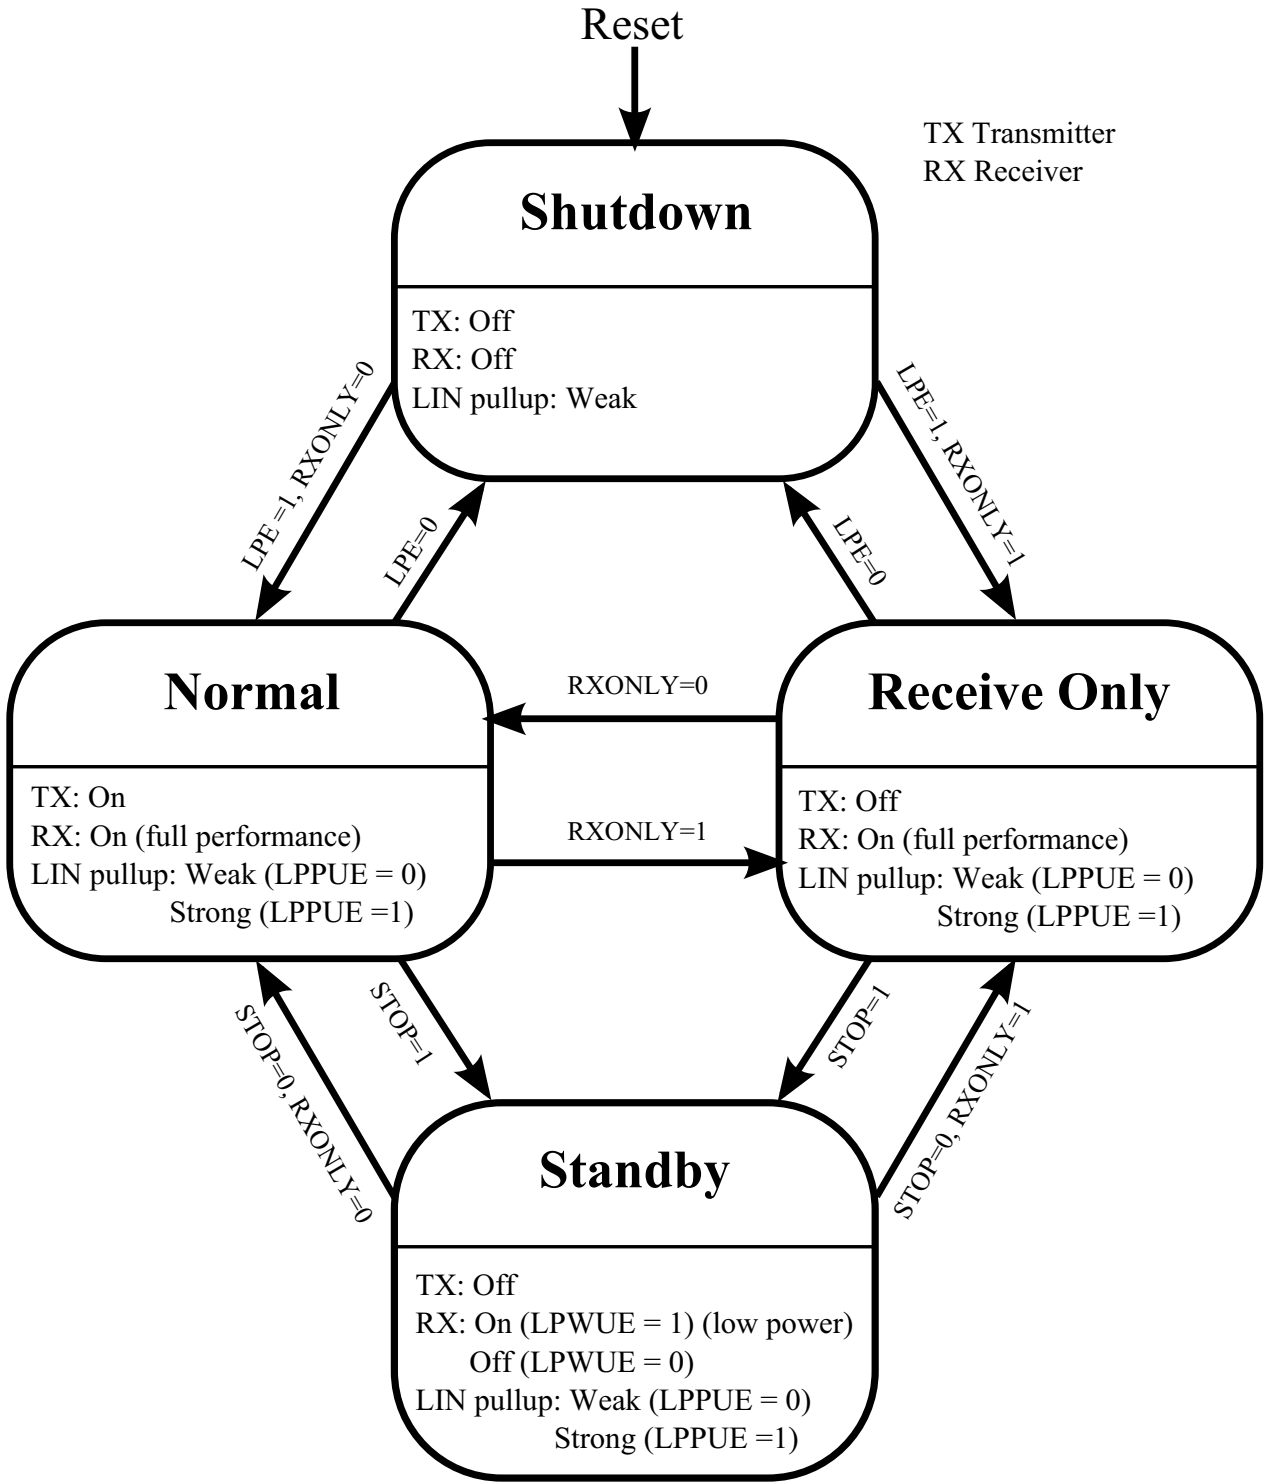 Reset
TX Transmitter
RX Receiver
Shutdown
TX: Off
RX: Off
LIN pullup: Weak
LPE =1, RXONLY=0
LPE=0
LPE=0
LPE=1, RXONLY=1
Normal
TX: On
RX: On (full performance)
LIN pullup: Weak (LPPUE = 0)
Strong (LPPUE =1)
RXONLY=0
RXONLY=1
Receive Only
TX: Off
RX: On (full performance)
LIN pullup: Weak (LPPUE = 0)
Strong (LPPUE =1)
STOP=0, RXONLY=0
STOP=1
STOP=1
STOP=0, RXONLY=1
Standby
TX: Off
RX: On (LPWUE = 1) (low power)
Off (LPWUE = 0)
LIN pullup: Weak (LPPUE = 0)
Strong (LPPUE =1)